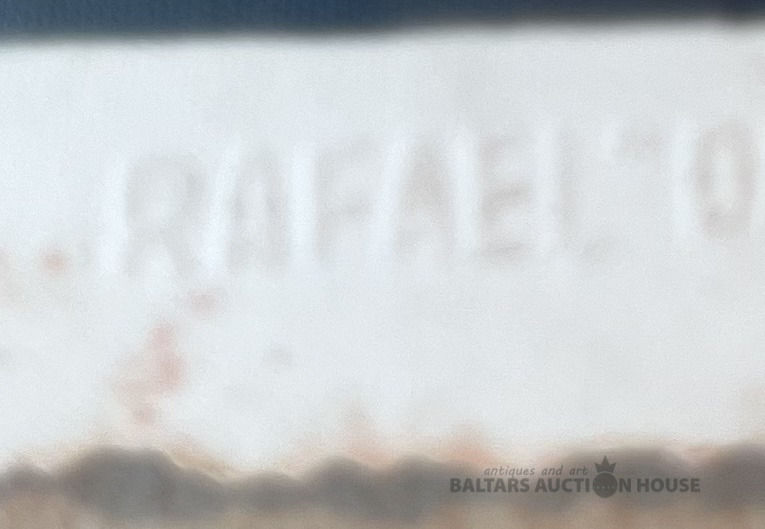 RAFAEL O
antiques and art
BALTARS AUCTION HOUSE